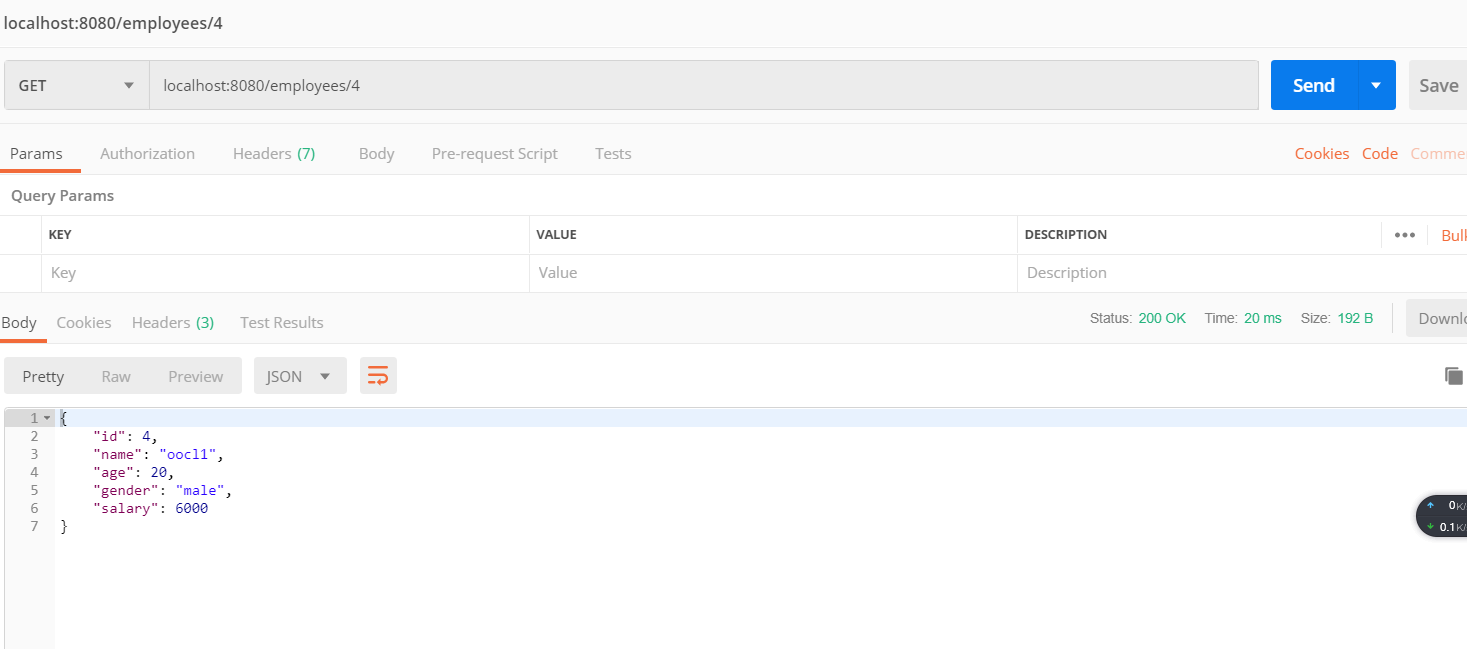 localhost:8080/employees/4
GET localhost:8080/employees/4 Send Save
Params Authorization Headers (7) Body Pre-request Script Tests Cookies Code Comme
Query Params
KEY VALUE DESCRIPTION ••• Bulk
Key Value Description
Body Cookies Headers (3) Test Results Status: 200 OK Time: 20 ms Size: 192 B Downlo
Pretty Raw Preview JSON
1 {
2 "id": 4,
3 "name": "oocl1",
4 "age": 20,
5 "gender": "male",
6 "salary": 6000
7 }
0K/
0.1K/